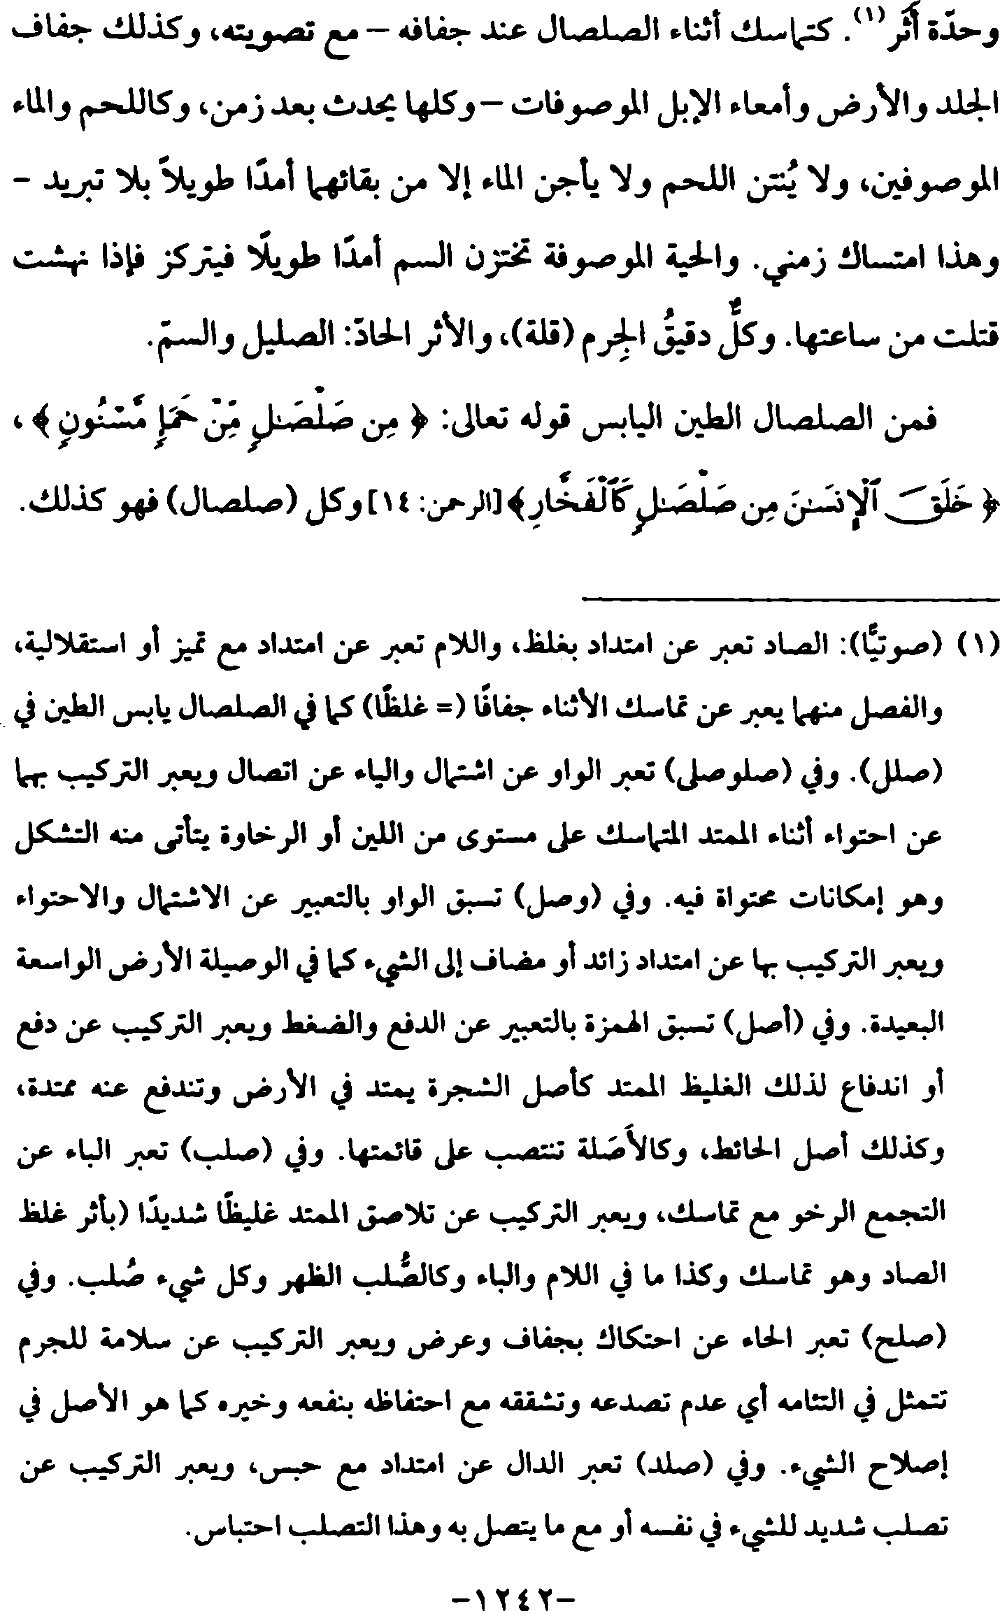 وحدّة أَثَر(١). كتماسك أثناء الصلصال عند جفافه – مع تصويته، وكذلك جفاف
الجلد والأرض وأمعاء الإبل الموصوفات – وكلها يحدث بعد زمن، وكاللحم والماء
الموصوفين، ولا يُنتن اللحم ولا يأجن الماء إلا من بقائهما أمدًا طويلاً بلا تبريد –
وهذا امتساك زمني. والحية الموصوفة تختزن السم أمدًا طويلًا فيتركز فإذا نهشت
قتلت من ساعتها. وكلٌّ دقيقُ الجِرم (قلة)، والأثر الحادّ: الصليل والسمّ.
فمن الصلصال الطين اليابس قوله تعالى: ﴿ مِن صَلْصَـٰلٍ مِّنْ حَمَإٍ مَّسْنُونٍ ﴾،
﴿ خَلَقَ ٱلْإِنسَـٰنَ مِن صَلْصَـٰلٍ كَٱلْفَخَّارِ ﴾ [الرحمن: ١٤] وكل (صلصال) فهو كذلك.
(١) (صوتيًّا): الصاد تعبر عن امتداد بغلظ، واللام تعبر عن امتداد مع تميز أو استقلالية،
والفصل منهما يعبر عن تماسك الأثناء جفافًا (= غلظًا) كما في الصلصال يابس الطين في
(صلل). وفي (صلوصلى) تعبر الواو عن اشتمال والياء عن اتصال ويعبر التركيب بهما
عن احتواء أثناء الممتد المتماسك على مستوى من اللين أو الرخاوة يتأتى منه التشكل
وهو إمكانات محتواة فيه. وفي (وصل) تسبق الواو بالتعبير عن الاشتمال والاحتواء
ويعبر التركيب بها عن امتداد زائد أو مضاف إلى الشيء كما في الوصيلة الأرض الواسعة
البعيدة. وفي (أصل) تسبق الهمزة بالتعبير عن الدفع والضغط ويعبر التركيب عن دفع
أو اندفاع لذلك الغليظ الممتد كأصل الشجرة يمتد في الأرض وتندفع عنه ممتدة،
وكذلك أصل الحائط، وكالأَصَلة تنتصب على قائمتها. وفي (صلب) تعبر الباء عن
التجمع الرخو مع تماسك، ويعبر التركيب عن تلاصق الممتد غليظًا شديدًا (بأثر غلظ
الصاد وهو تماسك وكذا ما في اللام والباء وكالصُّلب الظهر وكل شيء صُلب. وفي
(صلح) تعبر الحاء عن احتكاك بجفاف وعرض ويعبر التركيب عن سلامة للجرم
تتمثل في التئامه أي عدم تصدعه وتشققه مع احتفاظه بنفعه وخيره كما هو الأصل في
إصلاح الشيء. وفي (صلد) تعبر الدال عن امتداد مع حبس، ويعبر التركيب عن
تصلب شديد للشيء في نفسه أو مع ما يتصل به وهذا التصلب احتباس.
-١٢٤٢-